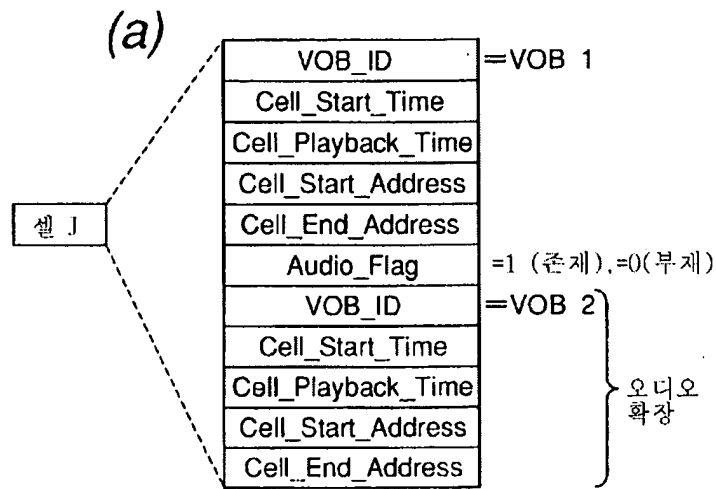 (a)
VOB_ID =VOB 1
Cell_Start_Time
Cell_Playback_Time
Cell_Start_Address
셀 J
Cell_End_Address
Audio_Flag =1 (존재),=0(부재)
VOB_ID =VOB 2
Cell_Start_Time
Cell_Playback_Time
오디오
확장
Cell_Start_Address
Cell_End_Address